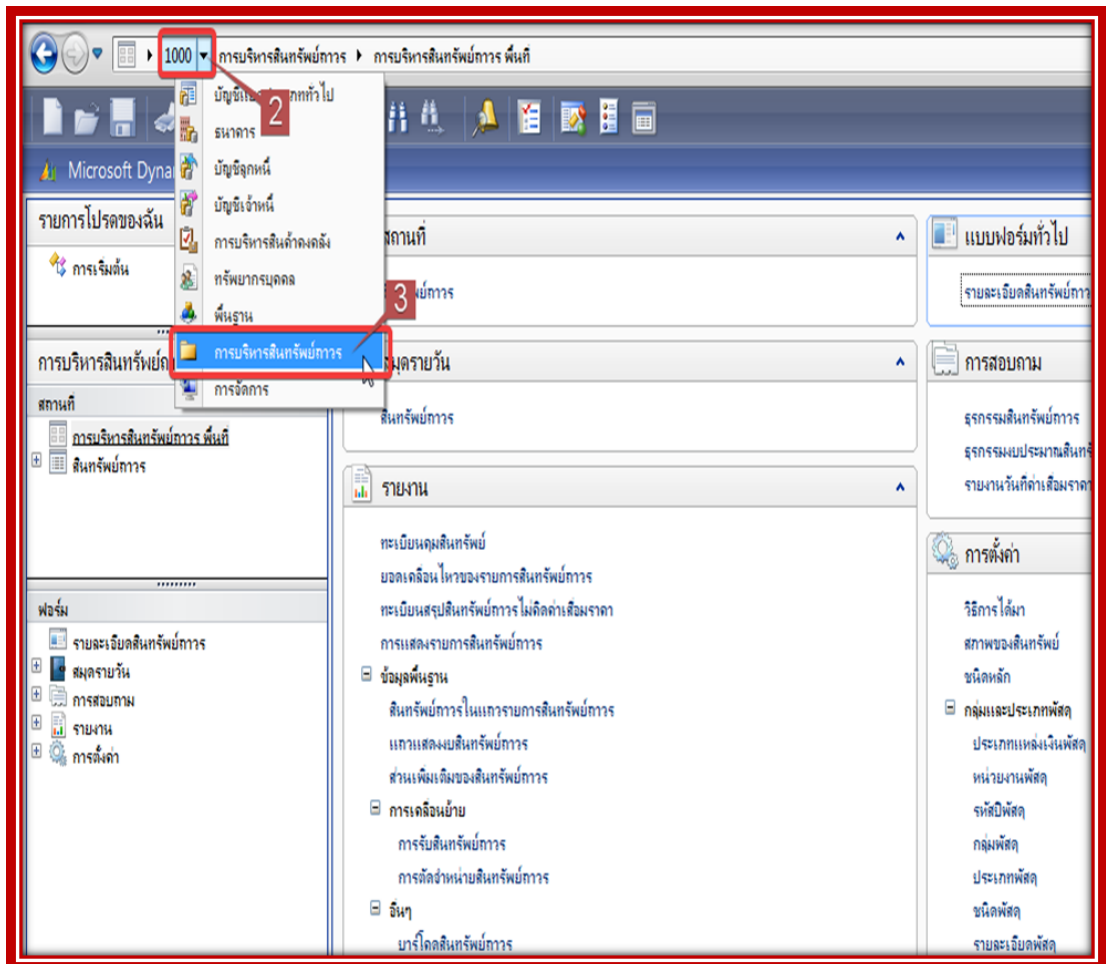 1000 การบริหารสินทรัพย์ถาวร การบริหารสินทรัพย์ถาวร พื้นที่
2
บัญชีแยกประเภททั่วไป
ธนาคาร
บัญชีลูกหนี้
บัญชีเจ้าหนี้
การบริหารสินค้าคงคลัง
ทรัพยากรบุคคล
พื้นฐาน
3
การบริหารสินทรัพย์ถาวร
การจัดการ
Microsoft Dyna
รายการโปรดของฉัน
การเริ่มต้น
การบริหารสินทรัพย์ถ
สถานที่
การบริหารสินทรัพย์ถาวร พื้นที่
สินทรัพย์ถาวร
ฟอร์ม
รายละเอียดสินทรัพย์ถาวร
สมุดรายวัน
การสอบถาม
รายงาน
การตั้งค่า
สถานที่
ย์ถาวร
มุดรายวัน
สินทรัพย์ถาวร
รายงาน
ทะเบียนคุมสินทรัพย์
ยอดเคลื่อนไหวของรายการสินทรัพย์ถาวร
ทะเบียนสรุปสินทรัพย์ถาวรไม่คิดค่าเสื่อมราคา
การแสดงรายการสินทรัพย์ถาวร
ข้อมูลพื้นฐาน
สินทรัพย์ถาวรในแถวรายการสินทรัพย์ถาวร
แถวแสดงงบสินทรัพย์ถาวร
ส่วนเพิ่มเติมของสินทรัพย์ถาวร
การเคลื่อนย้าย
การรับสินทรัพย์ถาวร
การตัดจำหน่ายสินทรัพย์ถาวร
อื่นๆ
บาร์โคดสินทรัพย์ถาวร
แบบฟอร์มทั่วไป
รายละเอียดสินทรัพย์ถาว
การสอบถาม
ธุรกรรมสินทรัพย์ถาวร
ธุรกรรมงบประมาณสินทรั
รายงานวันที่ค่าเสื่อมราคา
การตั้งค่า
วิธีการได้มา
สภาพของสินทรัพย์
ชนิดหลัก
กลุ่มและประเภทพัสดุ
ประเภทแหล่งเงินพัสดุ
หน่วยงานพัสดุ
รหัสปีพัสดุ
กลุ่มพัสดุ
ประเภทพัสดุ
ชนิดพัสดุ
รายละเอียดพัสดุ